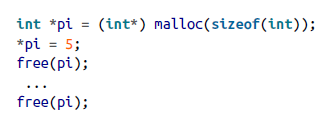 int *pi = (int*) malloc(sizeof(int));
*pi = 5;
free(pi);
...
free(pi);